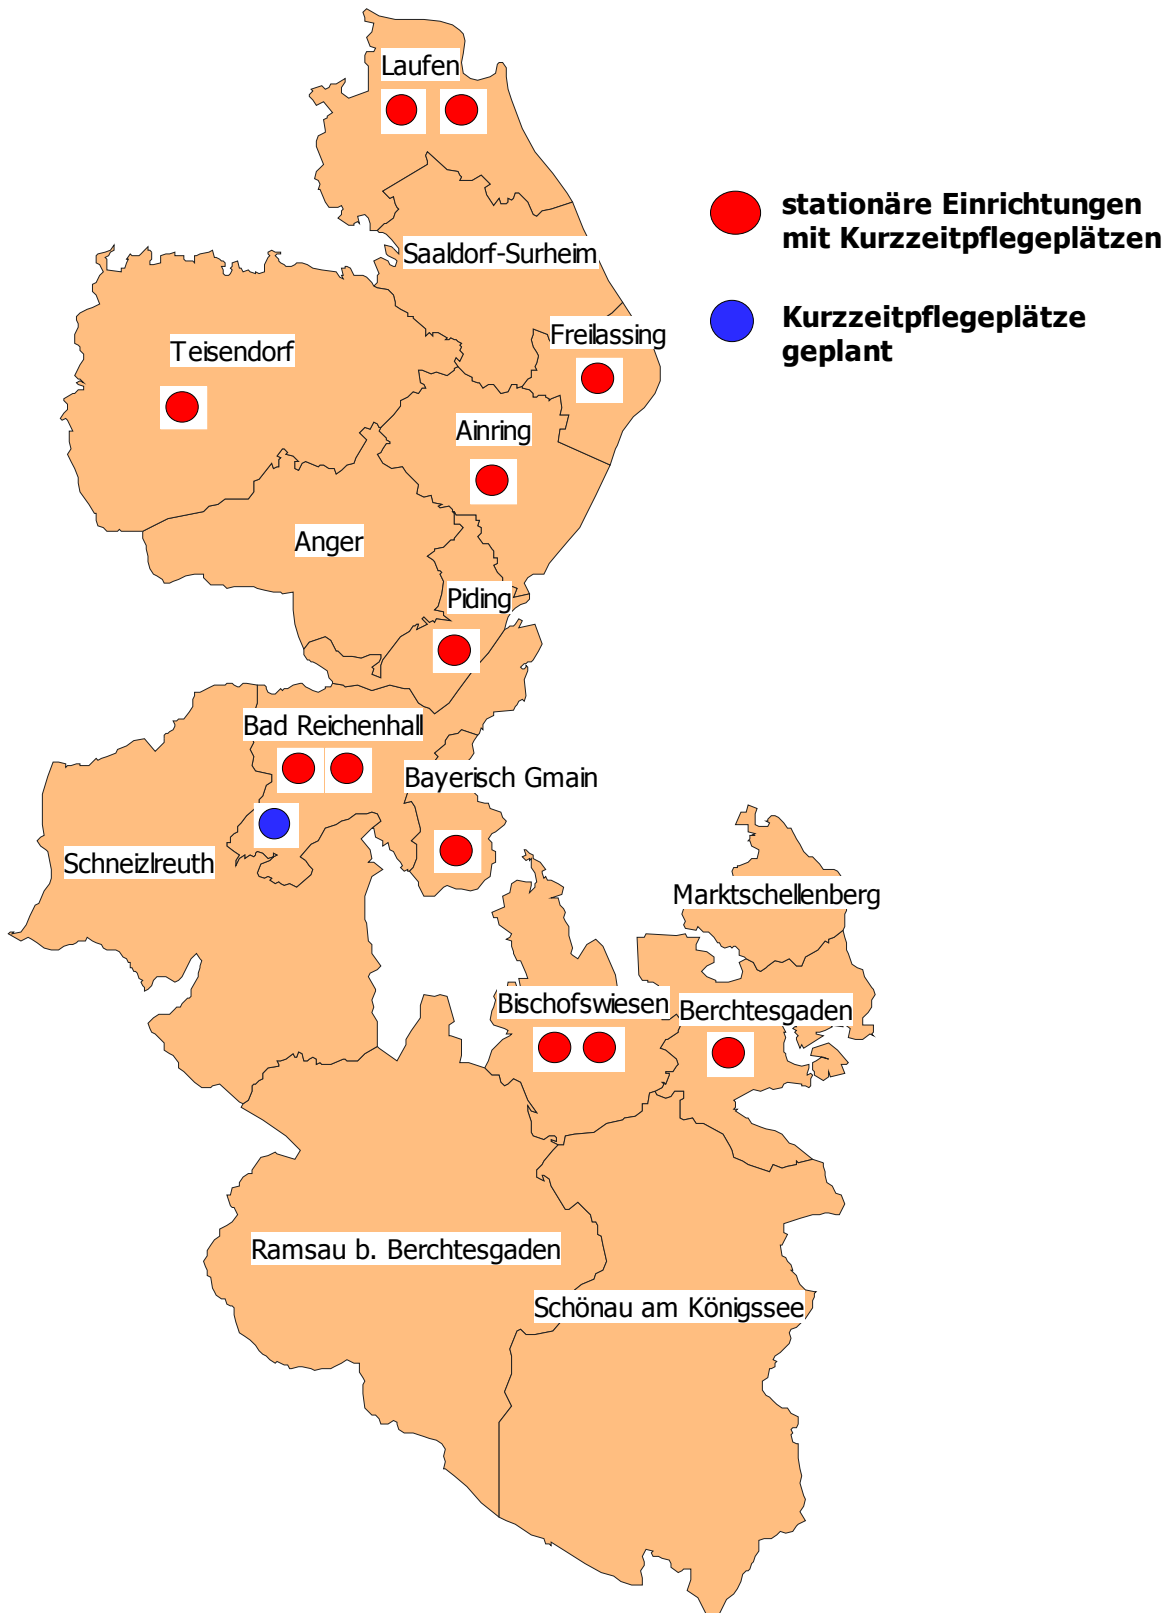 Laufen
stationäre Einrichtungen
mit Kurzzeitpflegeplätzen
Saaldorf-Surheim
Kurzzeitpflegeplätze
geplant
Freilassing
Teisendorf
Ainring
Anger
Piding
Bad Reichenhall
Bayerisch Gmain
Schneizlreuth
Marktschellenberg
Bischofswiesen
Berchtesgaden
Ramsau b. Berchtesgaden
Schönau am Königssee